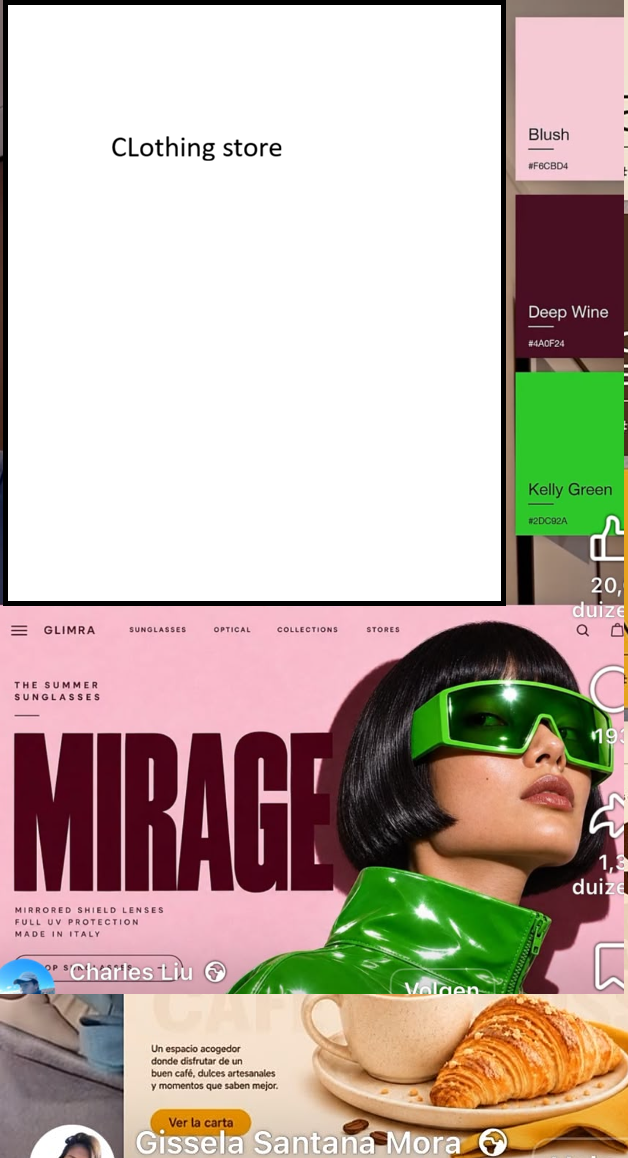 CLothing store
Blush
#F6CBD4
Deep Wine
#4A0F24
Kelly Green
#2DC92A
20,
duize
GLIMRA
SUNGLASSES
OPTICAL
COLLECTIONS
STORES
THE SUMMER
SUNGLASSES
MIRAGE
193
1,3
duize
MIRRORED SHIELD LENSES
FULL UV PROTECTION
MADE IN ITALY
Charles Liu
Volgen
Un espacio acogedor
donde disfrutar de un
buen café, dulces artesanales
y momentos que saben mejor.
Ver la carta
Gissela Santana Mora